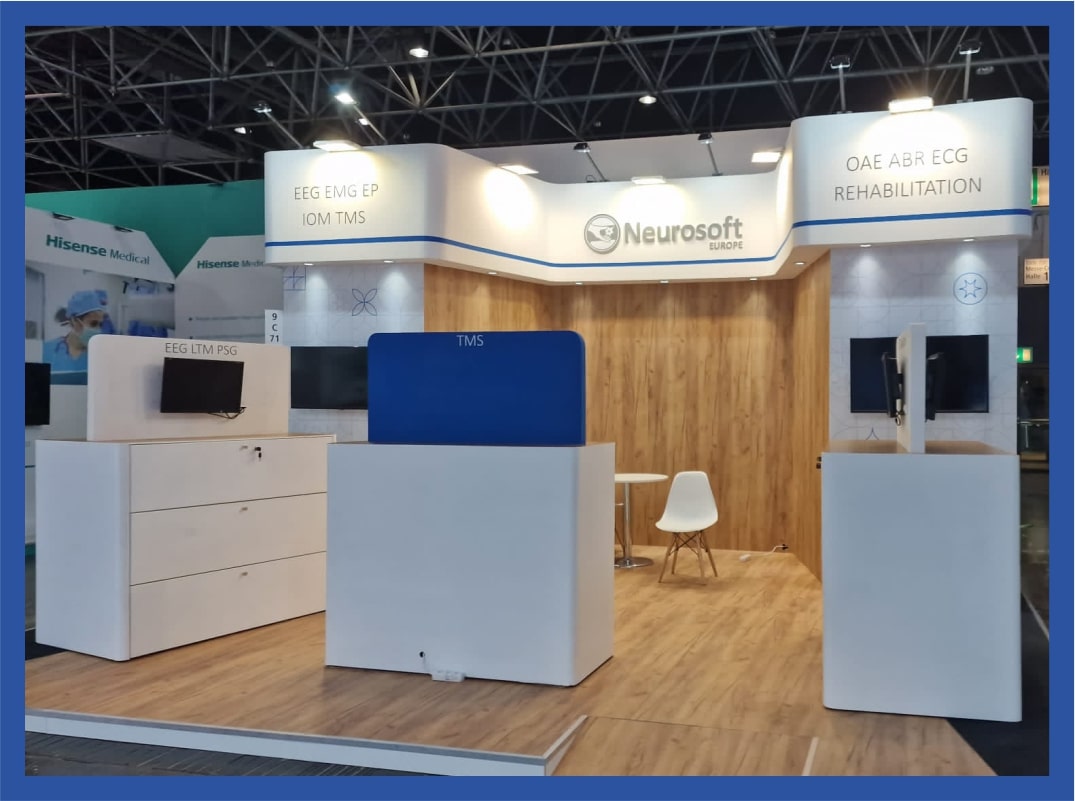 EEG EMG EP
IOM TMS
Neurosoft
EUROPE
OAE ABR ECG
REHABILITATION
Hisense Medical
Hisense
9
C
71
EEG LTM PSG
TMS